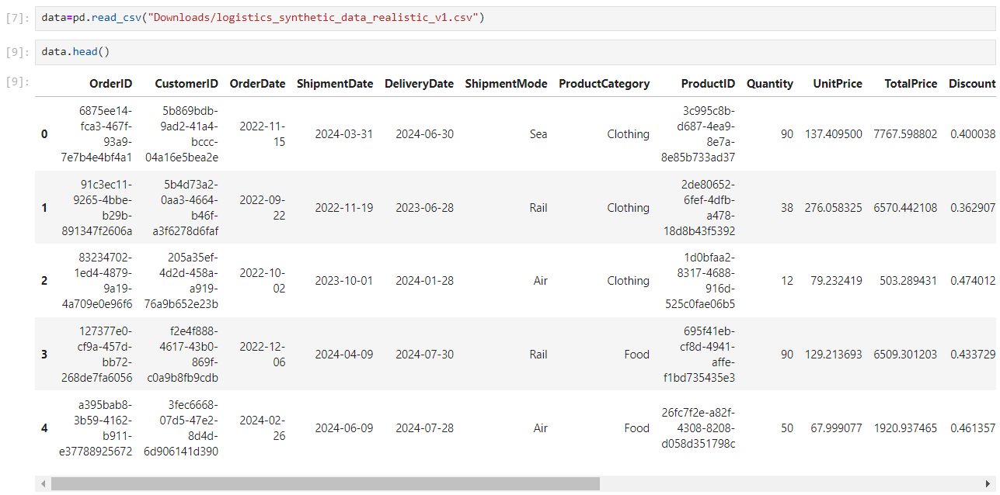 [7]: data=pd.read_csv("Downloads/logistics_synthetic_data_realistic_v1.csv")
[9]: data.head()
[9]: OrderID CustomerID OrderDate ShipmentDate DeliveryDate ShipmentMode ProductCategory ProductID Quantity UnitPrice TotalPrice Discount
0 6875ee14-fca3-467f-93a9-7e7b4e4bf4a1 5b869bdb-9ad2-41a4-bccc-04a16e5bea2e 2022-11-15 2024-03-31 2024-06-30 Sea Clothing 3c995c8b-d687-4ea9-8e7a-8e85b733ad37 90 137.409500 7767.598802 0.400038
1 91c3ec11-9265-4bbe-b29b-891347f2606a 5b4d73a2-0aa3-4664-b46f-a3f6278d6faf 2022-09-22 2022-11-19 2023-06-28 Rail Clothing 2de80652-6fef-4dfb-a478-18d8b43f5392 38 276.058325 6570.442108 0.362907
2 83234702-1ed4-4879-9a19-4a709e0e96f6 205a35ef-4d2d-458a-a919-76a9b652e23b 2022-10-02 2023-10-01 2024-01-28 Air Clothing 1d0bfaa2-8317-4688-916d-525c0fae06b5 12 79.232419 503.289431 0.474012
3 127377e0-cf9a-457d-bb72-268de7fa6056 f2e4f888-4617-43b0-869f-c0a9b8fb9cdb 2022-12-06 2024-04-09 2024-07-30 Rail Food 695f41eb-cf8d-4941-affe-f1bd735435e3 90 129.213693 6509.301203 0.433729
4 a395bab8-3b59-4162-b911-e37788925672 3fec6668-07d5-47e2-8d4d-6d906141d390 2024-02-26 2024-06-09 2024-07-28 Air Food 26fc7f2e-a82f-4308-8208-d058d351798c 50 67.999077 1920.937465 0.461357